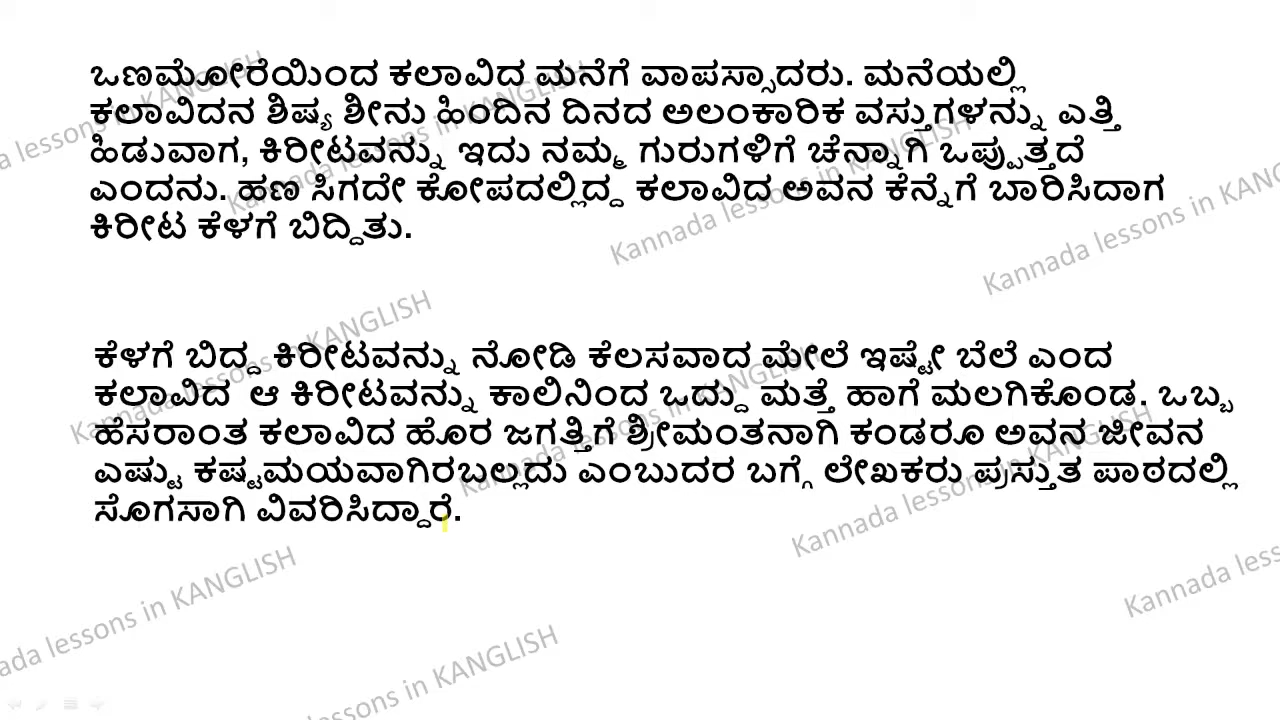 ಒಣಮೋರೆಯಿಂದ ಕಲಾವಿದ ಮನೆಗೆ ವಾಪಸ್ಸಾದರು. ಮನೆಯಲ್ಲಿ
ಕಲಾವಿದನ ಶಿಷ್ಯ ಶೀನು ಹಿಂದಿನ ದಿನದ ಅಲಂಕಾರಿಕ ವಸ್ತುಗಳನ್ನು ಎತ್ತಿ
ಹಿಡುವಾಗ, ಕಿರೀಟವನ್ನು ಇದು ನಮ್ಮ ಗುರುಗಳಿಗೆ ಚೆನ್ನಾಗಿ ಒಪ್ಪುತ್ತದೆ
ಎಂದನು. ಹಣ ಸಿಗದೇ ಕೋಪದಲ್ಲಿದ್ದ ಕಲಾವಿದ ಅವನ ಕೆನ್ನೆಗೆ ಬಾರಿಸಿದಾಗ
ಕಿರೀಟ ಕೆಳಗೆ ಬಿದ್ದಿತು.
ಕೆಳಗೆ ಬಿದ್ದ ಕಿರೀಟವನ್ನು ನೋಡಿ ಕೆಲಸವಾದ ಮೇಲೆ ಇಷ್ಟೇ ಬೆಲೆ ಎಂದ
ಕಲಾವಿದ ಆ ಕಿರೀಟವನ್ನು ಕಾಲಿನಿಂದ ಒದ್ದು ಮತ್ತೆ ಹಾಗೆ ಮಲಗಿಕೊಂಡ. ಒಬ್ಬ
ಹೆಸರಾಂತ ಕಲಾವಿದ ಹೊರ ಜಗತ್ತಿಗೆ ಶ್ರೀಮಂತನಾಗಿ ಕಂಡರೂ ಅವನ ಜೀವನ
ಎಷ್ಟು ಕಷ್ಟಮಯವಾಗಿರಬಲ್ಲದು ಎಂಬುದರ ಬಗ್ಗೆ ಲೇಖಕರು ಪ್ರಸ್ತುತ ಪಾಠದಲ್ಲಿ
ಸೊಗಸಾಗಿ ವಿವರಿಸಿದ್ದಾರೆ.
Kannada lessons in KANGLISH